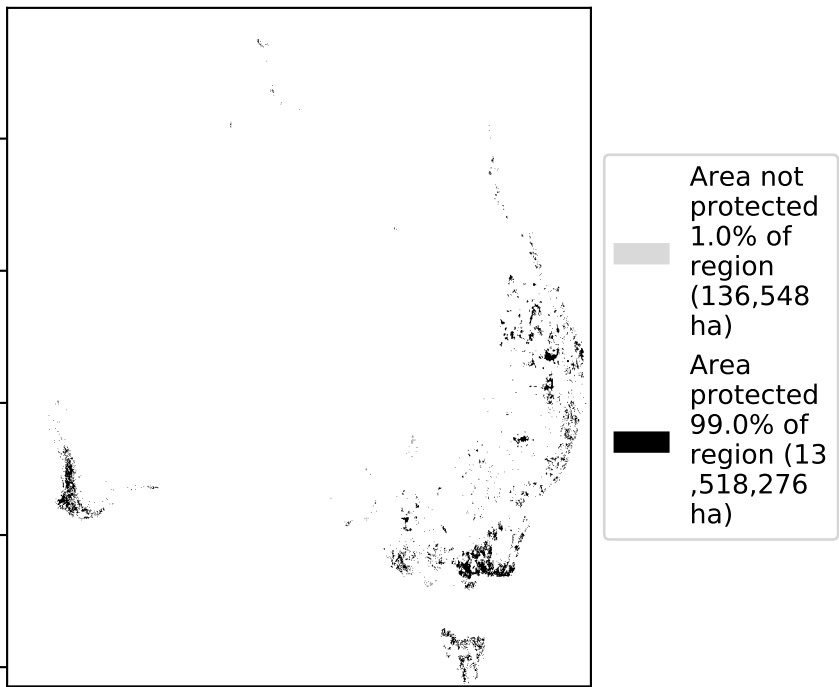 Area not
protected
1.0% of
region
(136,548
ha)
Area
protected
99.0% of
region (13
,518,276
ha)